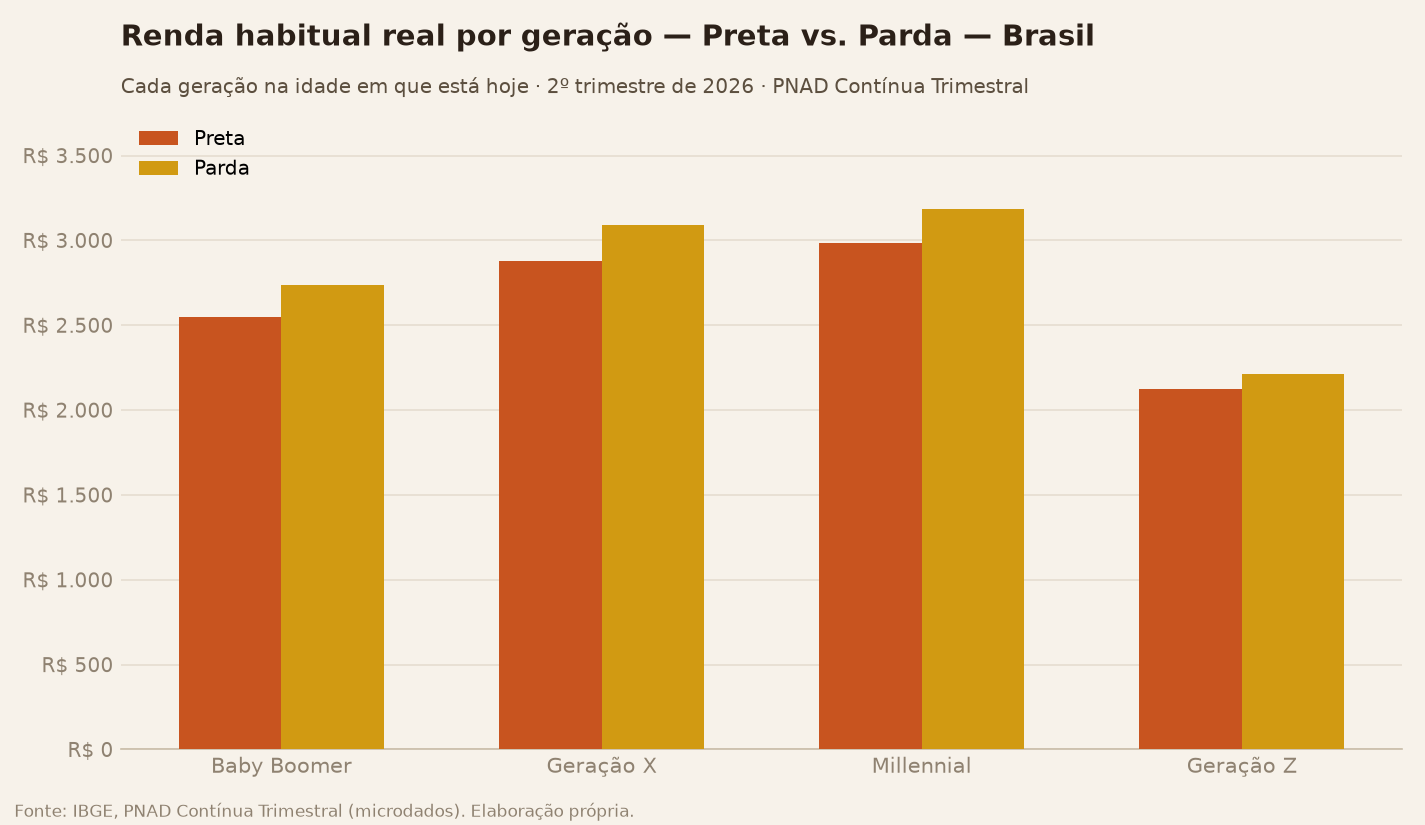 Renda habitual real por geração — Preta vs. Parda — Brasil
Cada geração na idade em que está hoje · 2º trimestre de 2026 · PNAD Contínua Trimestral
Preta
Parda
R$ 3.500
R$ 3.000
R$ 2.500
R$ 2.000
R$ 1.500
R$ 1.000
R$ 500
R$ 0
Baby Boomer
Geração X
Millennial
Geração Z
Fonte: IBGE, PNAD Contínua Trimestral (microdados). Elaboração própria.